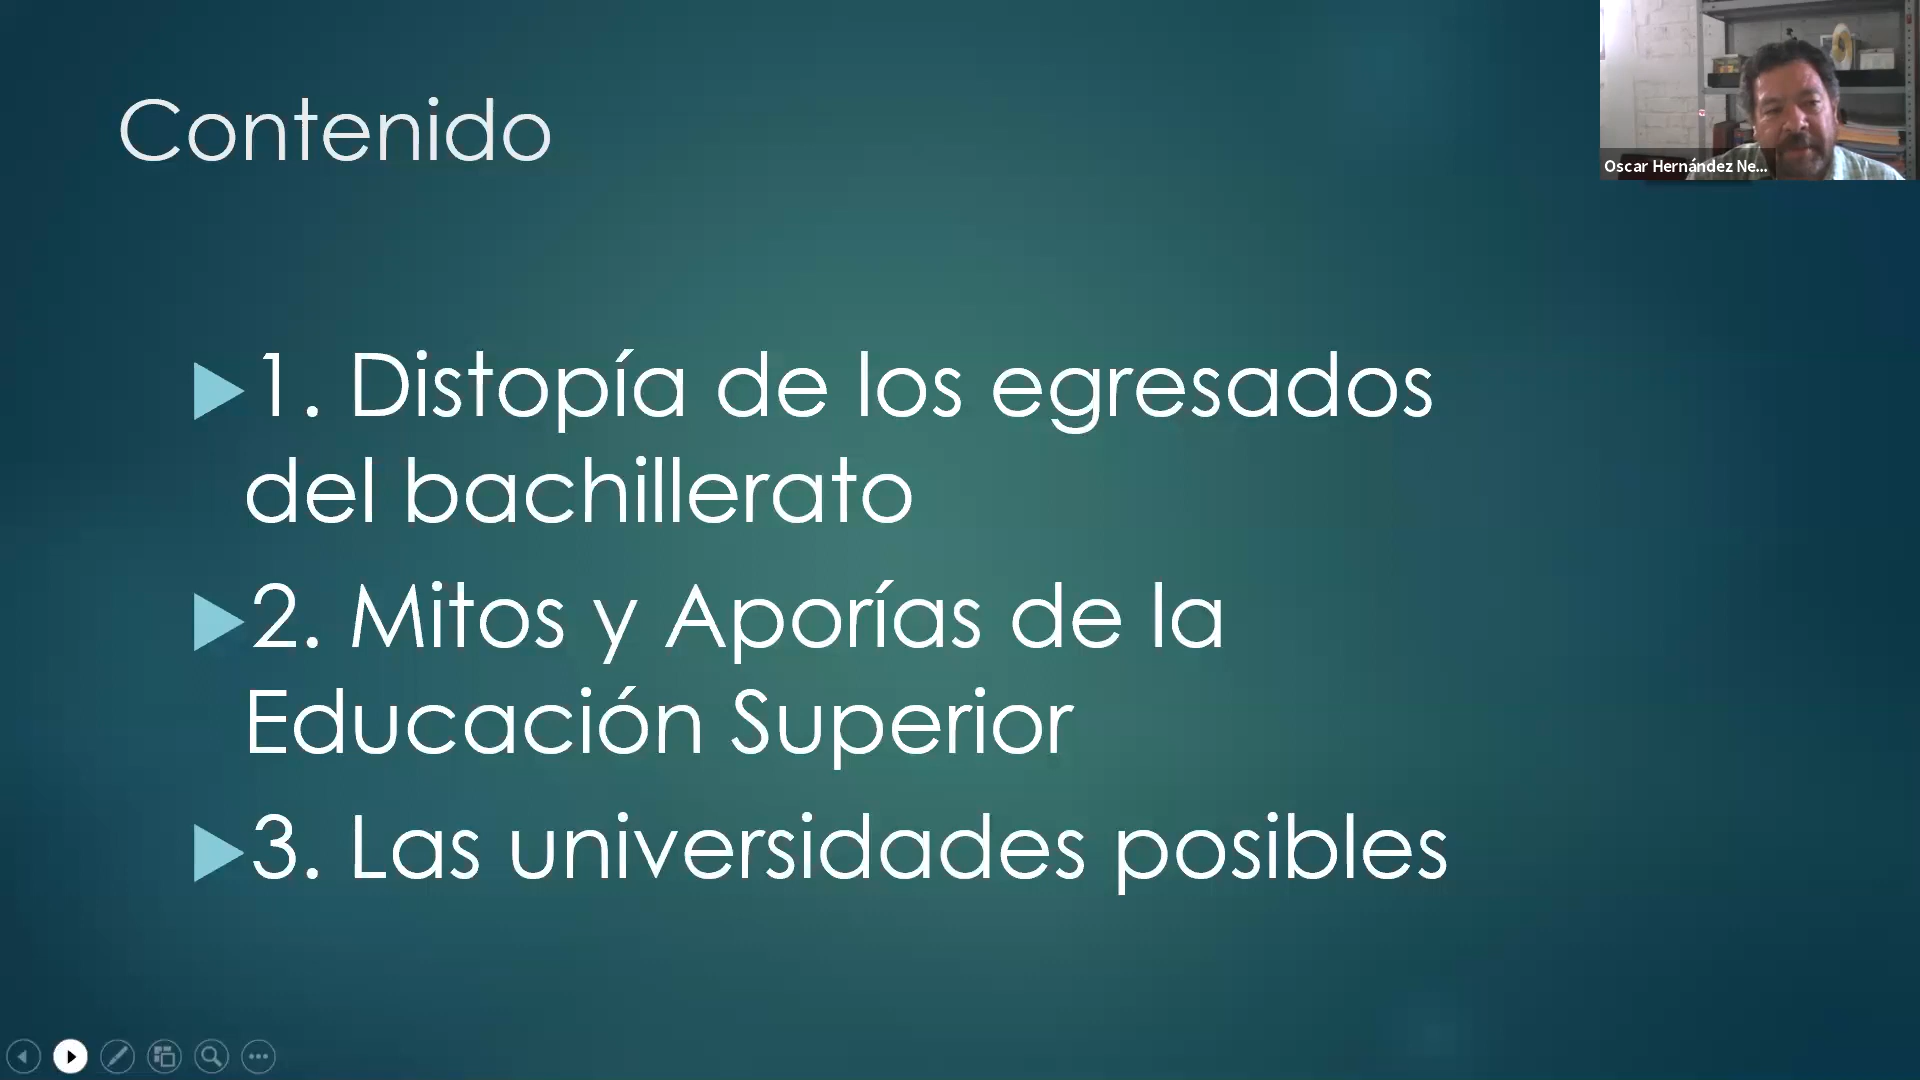 Contenido
Oscar Hernández Ne...
1. Distopía de los egresados
del bachillerato
2. Mitos y Aporías de la
Educación Superior
3. Las universidades posibles